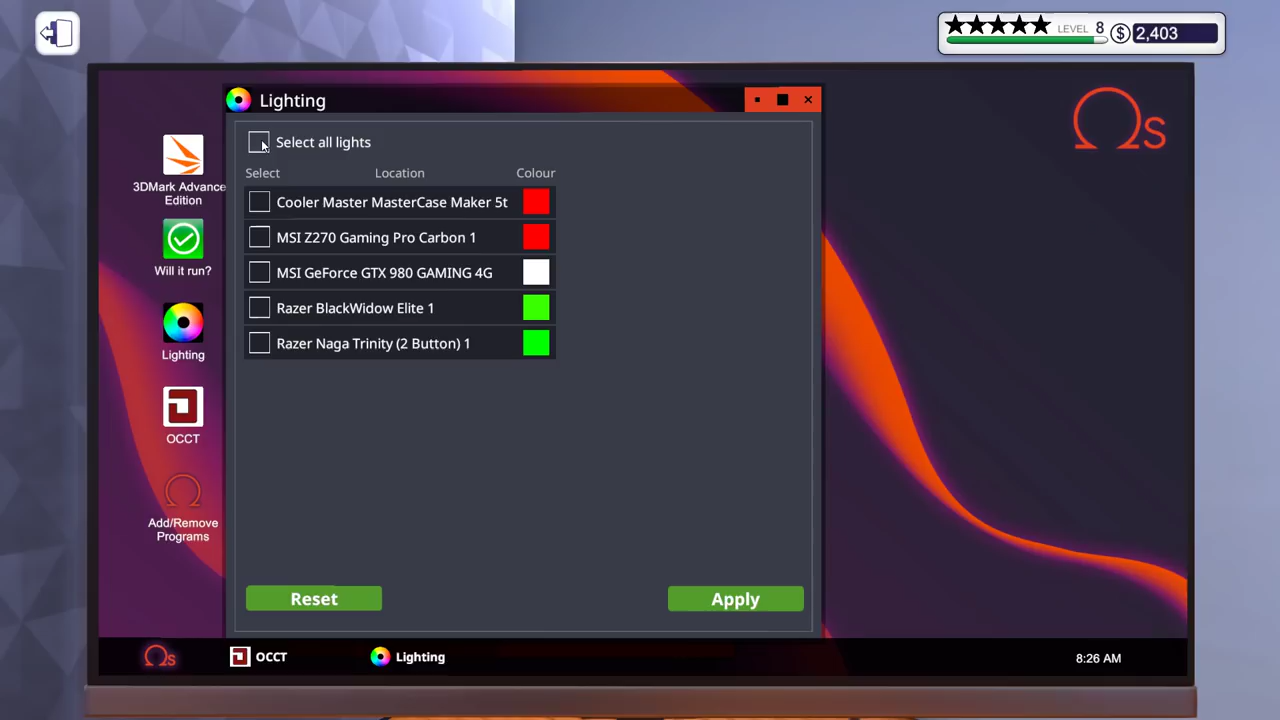 LEVEL 8 $ 2,403
Lighting
Ωs
Select all lights
3DMark Advance
Edition
Select Location Colour
Cooler Master MasterCase Maker 5t
MSI Z270 Gaming Pro Carbon 1
Will it run?
MSI GeForce GTX 980 GAMING 4G
Razer BlackWidow Elite 1
Razer Naga Trinity (2 Button) 1
Lighting
OCCT
Add/Remove
Programs
Reset Apply
Ωs OCCT Lighting 8:26 AM